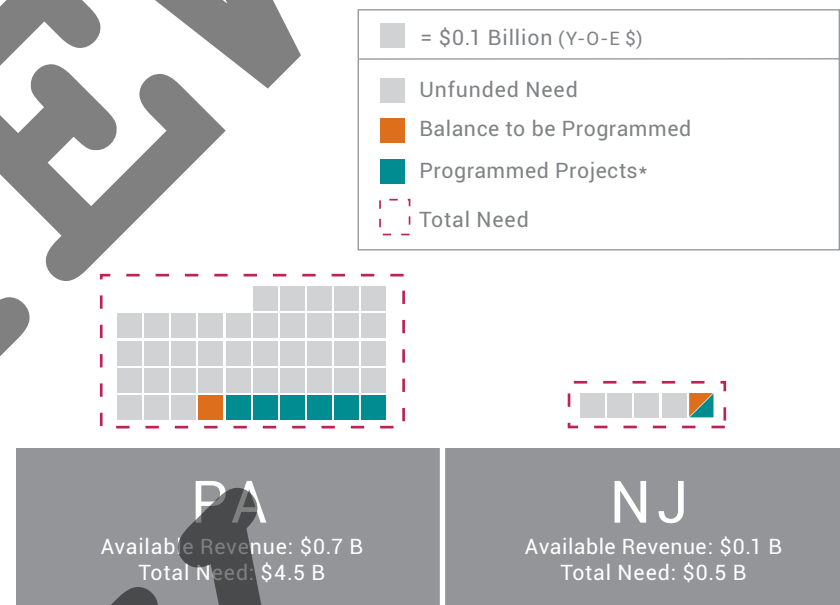 = $0.1 Billion (Y-O-E $)
Unfunded Need
Balance to be Programmed
Programmed Projects*
Total Need
PA
Available Revenue: $0.7 B
Total Need: $4.5 B
NJ
Available Revenue: $0.1 B
Total Need: $0.5 B